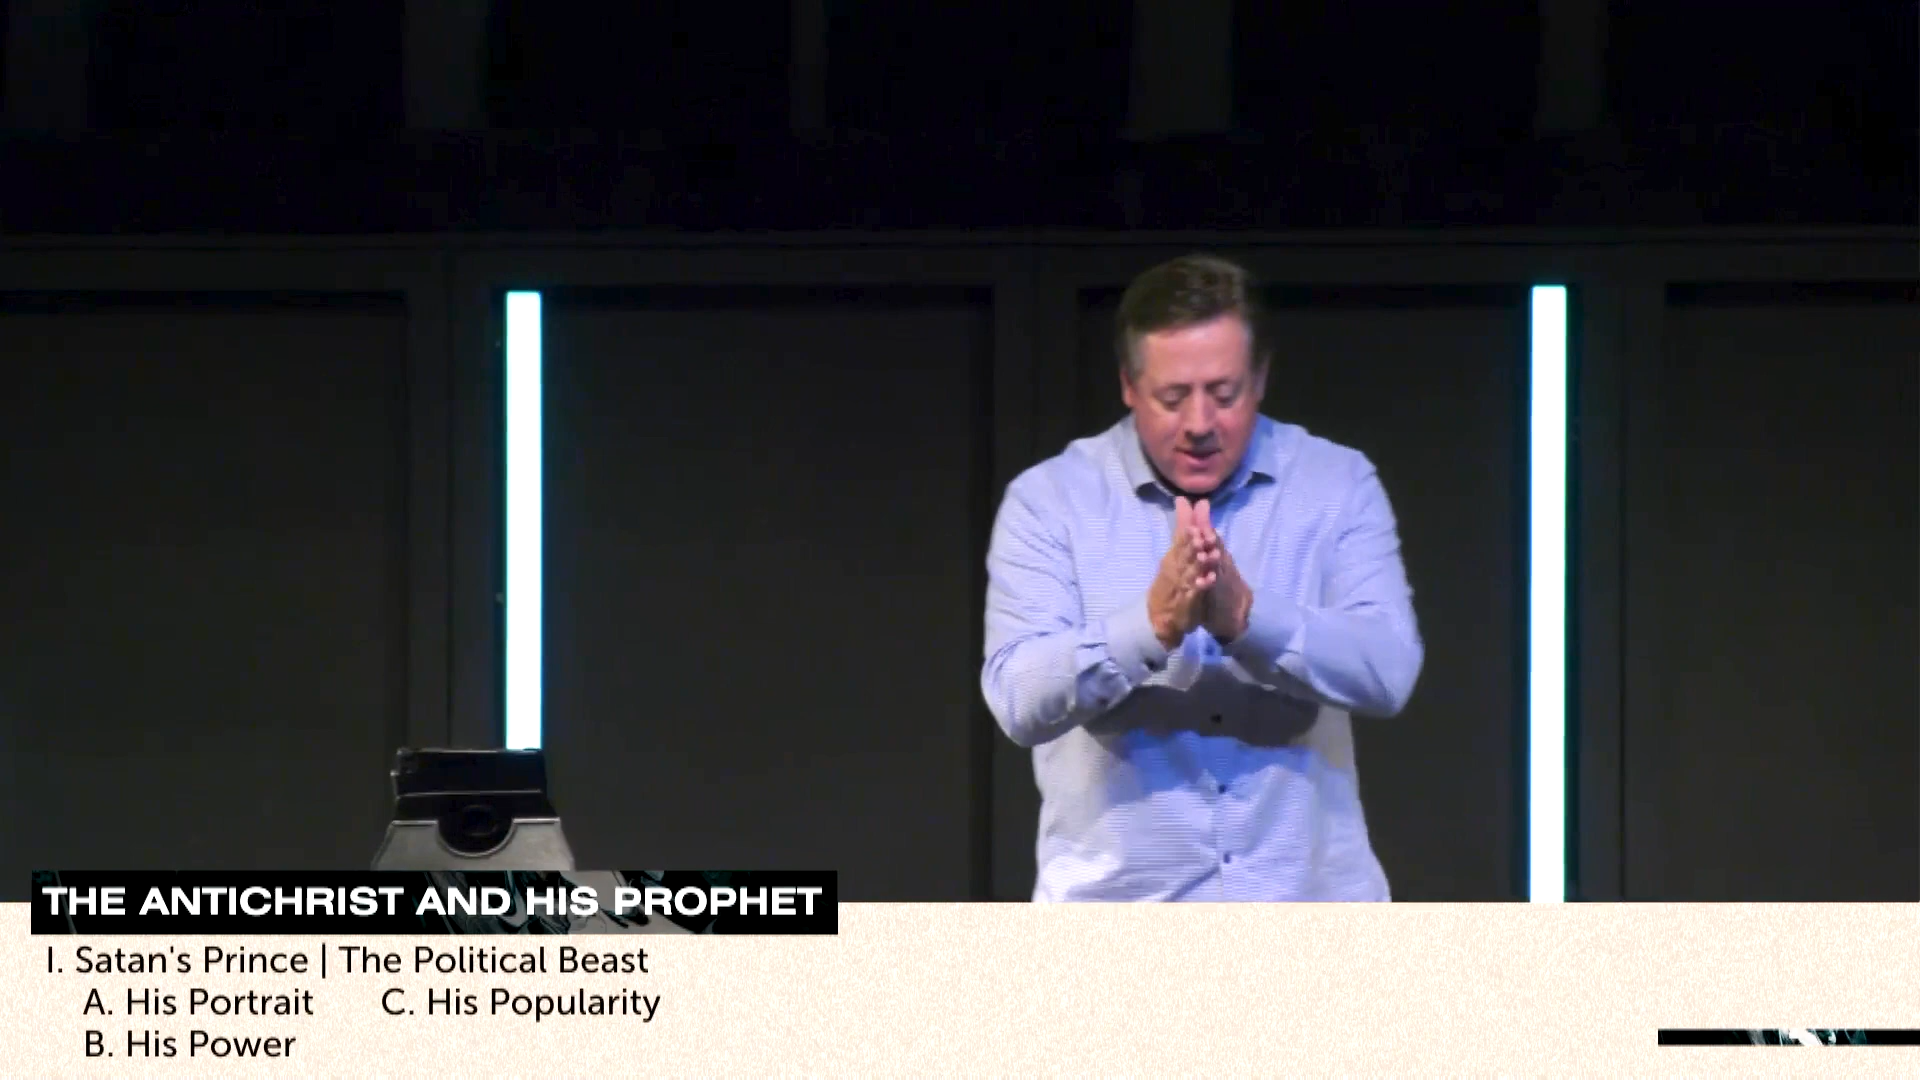 THE ANTICHRIST AND HIS PROPHET
I. Satan's Prince | The Political Beast
A. His Portrait C. His Popularity
B. His Power